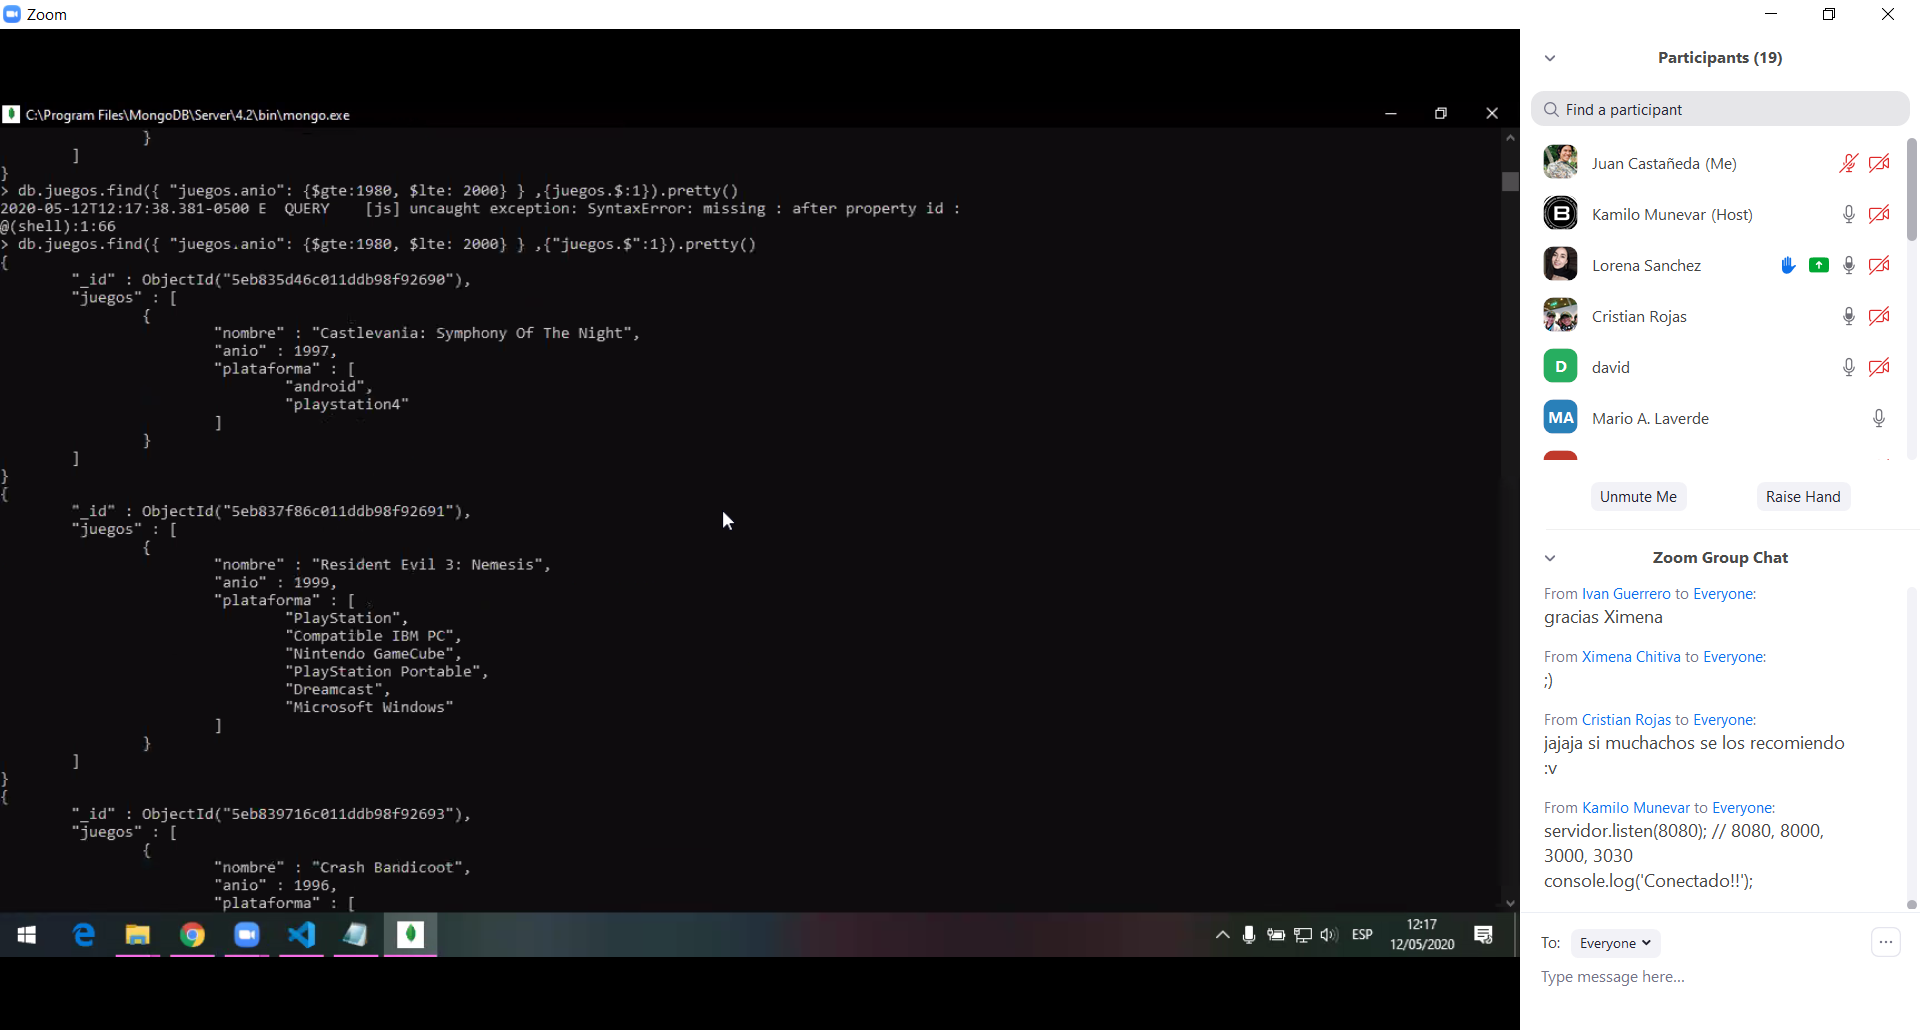 Zoom
C:\Program Files\MongoDB\Server\4.2\bin\mongo.exe
}
]
}
> db.juegos.find({ "juegos.anio": {$gte:1980, $lte: 2000} } ,{juegos.$:1}).pretty()
2020-05-12T12:17:38.381-0500 E  QUERY    [js] uncaught exception: SyntaxError: missing : after property id :
@(shell):1:66
> db.juegos.find({ "juegos.anio": {$gte:1980, $lte: 2000} } ,{"juegos.$":1}).pretty()
{
"_id" : ObjectId("5eb835d46c011ddb98f92690"),
"juegos" : [
{
"nombre" : "Castlevania: Symphony Of The Night",
"anio" : 1997,
"plataforma" : [
"android",
"playstation4"
]
}
]
}
{
"_id" : ObjectId("5eb837f86c011ddb98f92691"),
"juegos" : [
{
"nombre" : "Resident Evil 3: Nemesis",
"anio" : 1999,
"plataforma" : [
"PlayStation",
"Compatible IBM PC",
"Nintendo GameCube",
"PlayStation Portable",
"Dreamcast",
"Microsoft Windows"
]
}
]
}
{
"_id" : ObjectId("5eb839716c011ddb98f92693"),
"juegos" : [
{
"nombre" : "Crash Bandicoot",
"anio" : 1996,
"plataforma" : [
ESP
12:17
12/05/2020
Participants (19)
Find a participant
Juan Castañeda (Me)
B
Kamilo Munevar (Host)
Lorena Sanchez
Cristian Rojas
D
david
MA
Mario A. Laverde
Unmute Me
Raise Hand
Zoom Group Chat
From Ivan Guerrero to Everyone:
gracias Ximena
From Ximena Chitiva to Everyone:
;)
From Cristian Rojas to Everyone:
jajaja si muchachos se los recomiendo
:v
From Kamilo Munevar to Everyone:
servidor.listen(8080); // 8080, 8000,
3000, 3030
console.log('Conectado!!');
To: Everyone
...
Type message here...